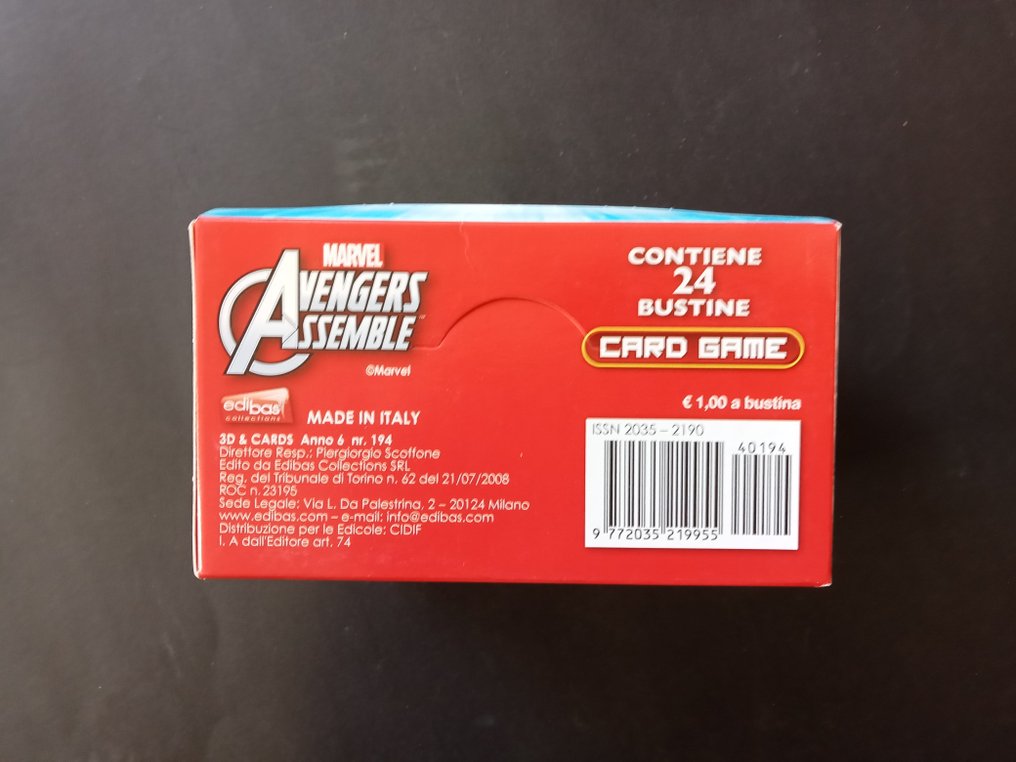 MARVEL
AVENGERS
ASSEMBLE
©Marvel
CONTIENE
24
BUSTINE
CARD GAME
€ 1,00 a bustina
edibas
collections
MADE IN ITALY
3D & CARDS Anno 6 nr. 194
Direttore Resp.: Piergiorgio Scoffone
Edito da Edibas Collections SRL
Reg. del Tribunale di Torino n. 62 del 21/07/2008
ROC n. 23195
Sede Legale: Via L. Da Palestrina, 2 – 20124 Milano
www.edibas.com – e-mail: info@edibas.com
Distribuzione per le Edicole: CIDIF
I. A dall'Editore art. 74
ISSN 2035 – 2190
40194
9 772035 219955